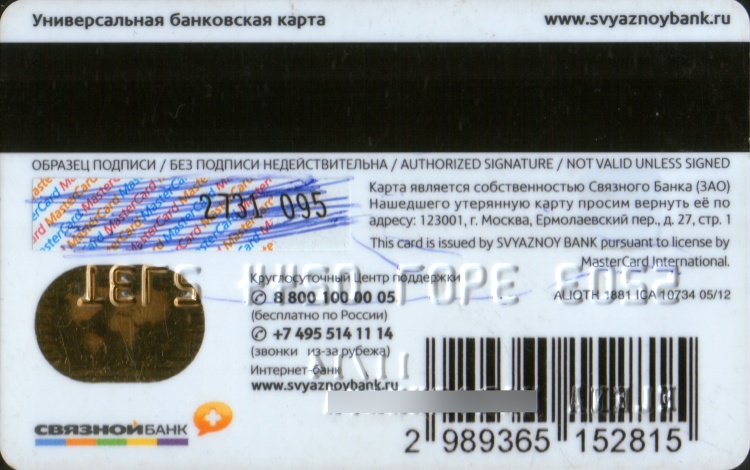 Универсальная банковская карта
www.svyaznoybank.ru
ОБРАЗЕЦ ПОДПИСИ / БЕЗ ПОДПИСИ НЕДЕЙСТВИТЕЛЬНА / AUTHORIZED SIGNATURE / NOT VALID UNLESS SIGNED
2731 095
Карта является собственностью Связного Банка (ЗАО)
Нашедшего утерянную карту просим вернуть её по
адресу: 123001, г. Москва, Ермолаевский пер., д. 27, стр. 1
This card is issued by SVYAZNOY BANK pursuant to license by
MasterCard International.
ALIOTH 1881 ICA 10734 05/12
Круглосуточный Центр поддержки
8 800 100 00 05
(бесплатно по России)
+7 495 514 11 14
(звонки из-за рубежа)
Интернет-банк
www.svyaznoybank.ru
СВЯЗНОЙ БАНК
2 989365 152815